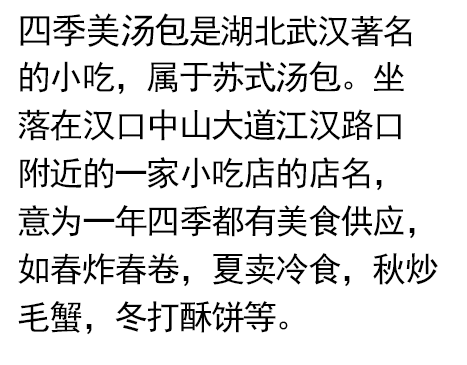 四季美汤包是湖北武汉著名
的小吃，属于苏式汤包。坐
落在汉口中山大道江汉路口
附近的一家小吃店的店名，
意为一年四季都有美食供应，
如春炸春卷，夏卖冷食，秋炒
毛蟹，冬打酥饼等。